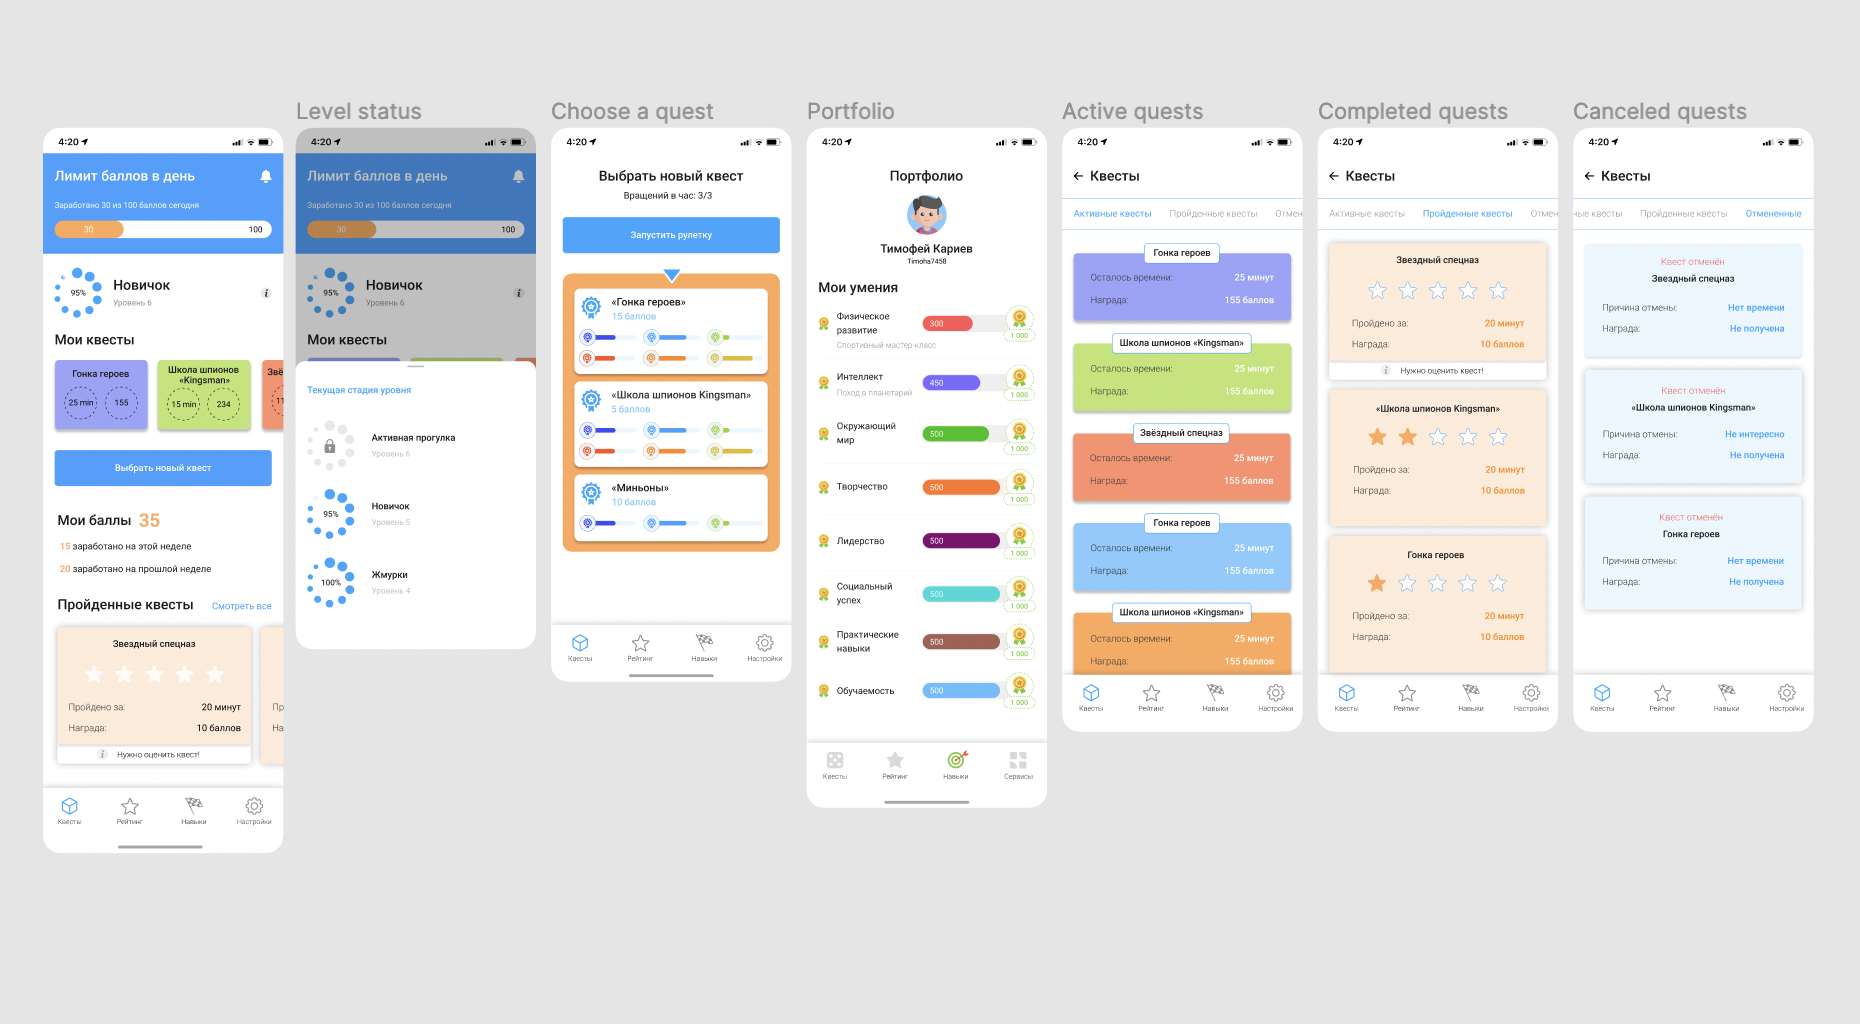 4:20
Лимит баллов в день
Заработано 30 из 100 баллов сегодня
30 100
95%
Новичок
Уровень 6
i
Мои квесты
Гонка героев
25 min 155
Школа шпионов
«Kingsman»
15 min 234
Звё
11
Выбрать новый квест
Мои баллы 35
15 заработано на этой неделе
20 заработано на прошлой неделе
Пройденные квесты Смотреть все
Звездный спецназ
Пройдено за: 20 минут
Награда: 10 баллов
i Нужно оценить квест!
Пр
На
Квесты Рейтинг Навыки Настройки
Level status
4:20
Лимит баллов в день
Заработано 30 из 100 баллов сегодня
30 100
95%
Новичок
Уровень 6
i
Мои квесты
Текущая стадия уровня
Активная прогулка
Уровень 6
95%
Новичок
Уровень 5
100%
Жмурки
Уровень 4
Choose a quest
4:20
Выбрать новый квест
Вращений в час: 3/3
Запустить рулетку
«Гонка героев»
15 баллов
«Школа шпионов Kingsman»
5 баллов
«Миньоны»
10 баллов
Квесты Рейтинг Навыки Настройки
Portfolio
4:20
Портфолио
Тимофей Кариев
Timoha7458
Мои умения
Физическое
развитие
Спортивный мастер-класс
300
1 000
Интеллект
Поход в планетарий
450
1 000
Окружающий
мир
500
1 000
Творчество
500
1 000
Лидерство
500
1 000
Социальный
успех
500
1 000
Практические
навыки
500
1 000
Обучаемость
500
1 000
Квесты Рейтинг Навыки Сервисы
Active quests
4:20
Квесты
Активные квесты Пройденные квесты Отмен
Гонка героев
Осталось времени: 25 минут
Награда: 155 баллов
Школа шпионов «Kingsman»
Осталось времени: 25 минут
Награда: 155 баллов
Звёздный спецназ
Осталось времени: 25 минут
Награда: 155 баллов
Гонка героев
Осталось времени: 25 минут
Награда: 155 баллов
Школа шпионов «Kingsman»
Осталось времени: 25 минут
Награда: 155 баллов
Квесты Рейтинг Навыки Настройки
Completed quests
4:20
Квесты
Активные квесты Пройденные квесты Отмен
Звездный спецназ
Пройдено за: 20 минут
Награда: 10 баллов
i Нужно оценить квест!
«Школа шпионов Kingsman»
Пройдено за: 20 минут
Награда: 10 баллов
Гонка героев
Пройдено за: 20 минут
Награда: 10 баллов
Квесты Рейтинг Навыки Настройки
Canceled quests
4:20
Квесты
ные квесты Пройденные квесты Отмененные
Квест отменён
Звездный спецназ
Причина отмены: Нет времени
Награда: Не получена
Квест отменён
«Школа шпионов Kingsman»
Причина отмены: Не интересно
Награда: Не получена
Квест отменён
Гонка героев
Причина отмены: Нет времени
Награда: Не получена
Квесты Рейтинг Навыки Настройки